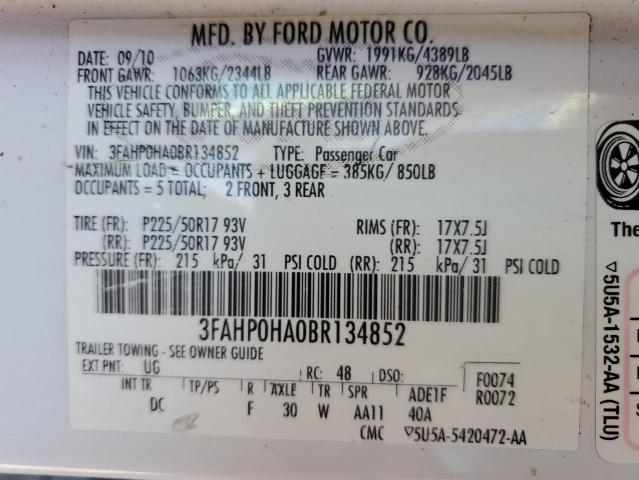 MFD. BY FORD MOTOR CO.
DATE: 09/10 GVWR: 1991KG/4389LB
FRONT GAWR: 1063KG/2344LB REAR GAWR: 928KG/2045LB
THIS VEHICLE CONFORMS TO ALL APPLICABLE FEDERAL MOTOR
VEHICLE SAFETY, BUMPER, AND THEFT PREVENTION STANDARDS
IN EFFECT ON THE DATE OF MANUFACTURE SHOWN ABOVE.
VIN: 3FAHP0HA0BR134852 TYPE: Passenger Car
MAXIMUM LOAD = OCCUPANTS + LUGGAGE = 385KG/ 850LB
OCCUPANTS = 5 TOTAL; 2 FRONT, 3 REAR
TIRE (FR): P225/50R17 93V RIMS (FR): 17X7.5J
(RR): P225/50R17 93V (RR): 17X7.5J
PRESSURE (FR): 215 kPa/ 31 PSI COLD (RR): 215 kPa/ 31 PSI COLD
3FAHP0HA0BR134852
TRAILER TOWING - SEE OWNER GUIDE
EXT PNT: UG RC: 48 DSO: F0074
INT TR TP/PS R AXLE TR SPR ADE1F R0072
DC F 30 W AA11 40A
CMC ▽5U5A-5420472-AA
The
▽5U5A-1532-AA (TLU)